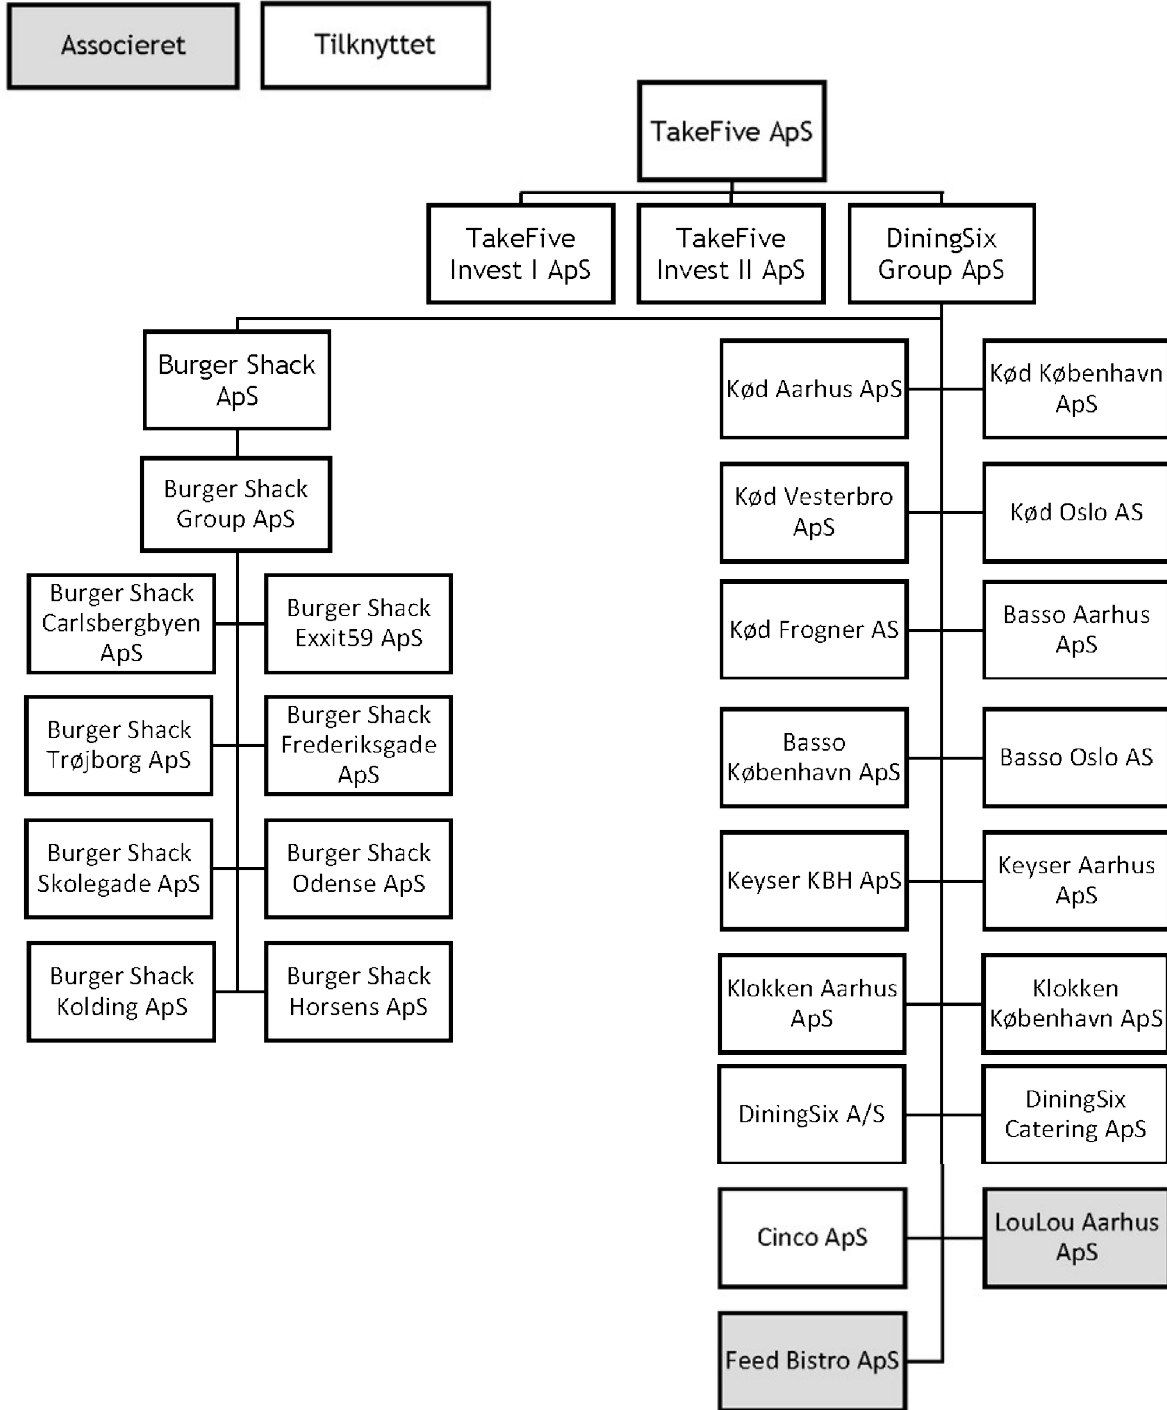 Associeret
Tilknyttet
TakeFive ApS
TakeFive
Invest I ApS
TakeFive
Invest II ApS
DiningSix
Group ApS
Burger Shack
ApS
Burger Shack
Group ApS
Burger Shack
Carlsbergbyen
ApS
Burger Shack
Exxit59 ApS
Burger Shack
Trøjborg ApS
Burger Shack
Frederiksgade
ApS
Burger Shack
Skolegade ApS
Burger Shack
Odense ApS
Burger Shack
Kolding ApS
Burger Shack
Horsens ApS
Kød Aarhus ApS
Kød København
ApS
Kød Vesterbro
ApS
Kød Oslo AS
Kød Frogner AS
Basso Aarhus
ApS
Basso
København ApS
Basso Oslo AS
Keyser KBH ApS
Keyser Aarhus
ApS
Klokken Aarhus
ApS
Klokken
København ApS
DiningSix A/S
DiningSix
Catering ApS
Cinco ApS
LouLou Aarhus
ApS
Feed Bistro ApS